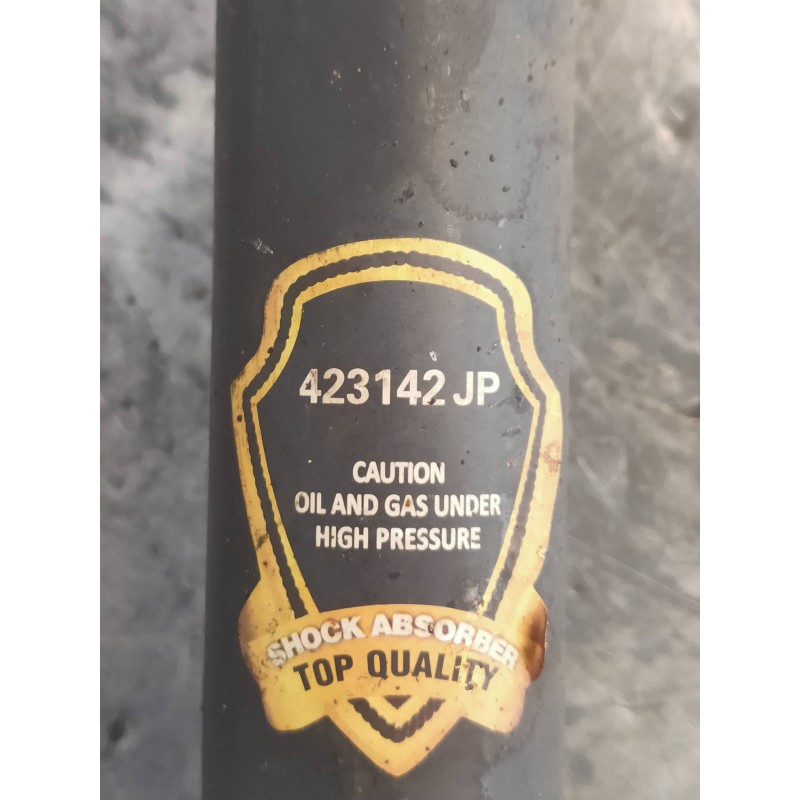 423142 JP
CAUTION
OIL AND GAS UNDER
HIGH PRESSURE
SHOCK ABSORBER
TOP QUALITY